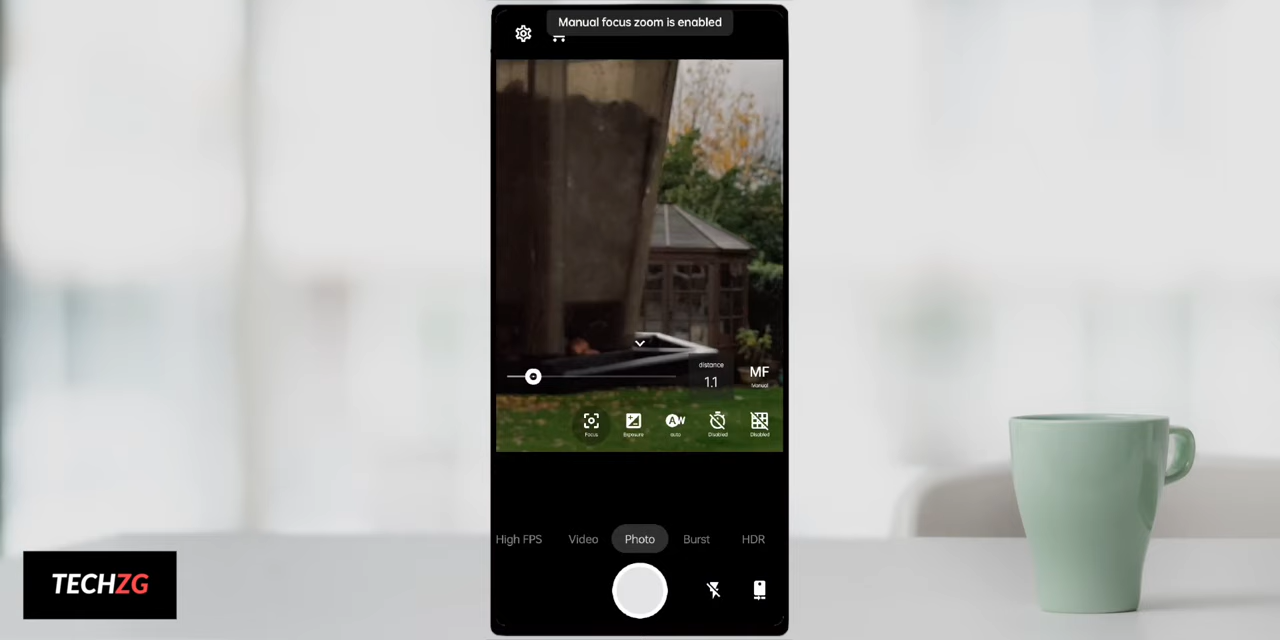 Manual focus zoom is enabled
distance
1.1
MF
Manual
Focus
Exposure
AW
auto
Disabled
Disabled
High FPS
Video
Photo
Burst
HDR
TECHZG